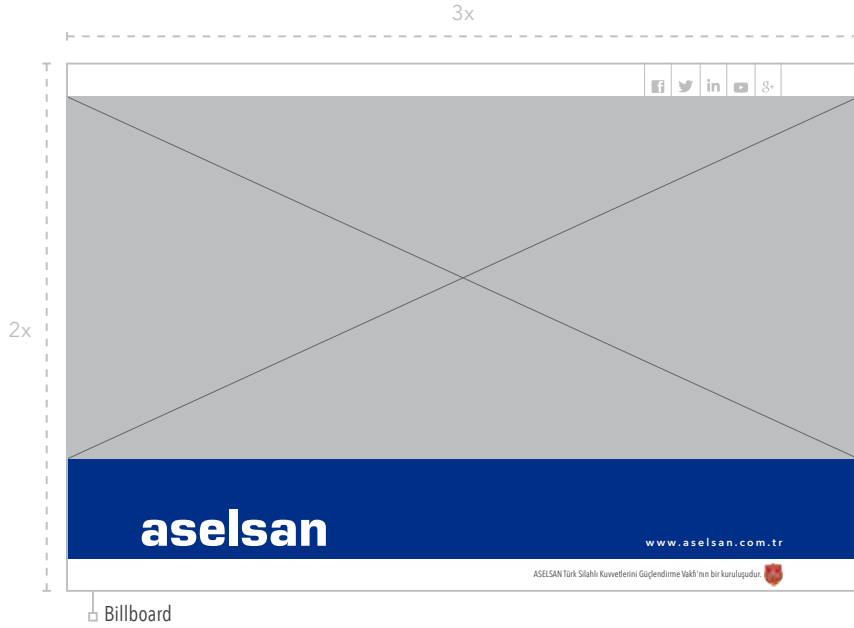 3x
2x
aselsan
www.aselsan.com.tr
ASELSAN Türk Silahlı Kuvvetlerini Güçlendirme Vakfı'nın bir kuruluşudur.
Billboard